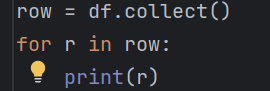 row = df.collect()
for r in row:
    print(r)